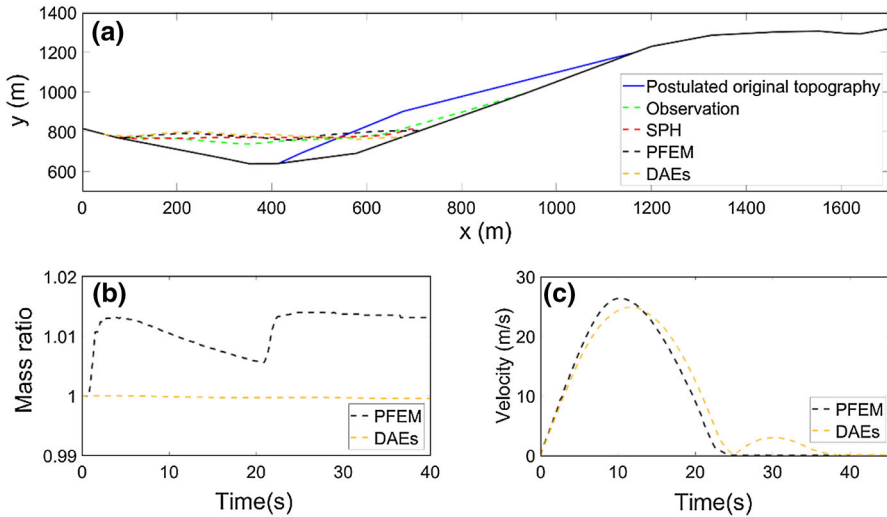 (a)
y (m)
1400
1200
1000
800
600
Postulated original topography
Observation
SPH
PFEM
DAEs
0 200 400 600 800 1000 1200 1400 1600
x (m)
(b)
Mass ratio
1.02
1.01
1
0.99
PFEM
DAEs
0 10 20 30 40
Time(s)
(c)
Velocity (m/s)
30
20
10
0
PFEM
DAEs
0 10 20 30 40
Time(s)